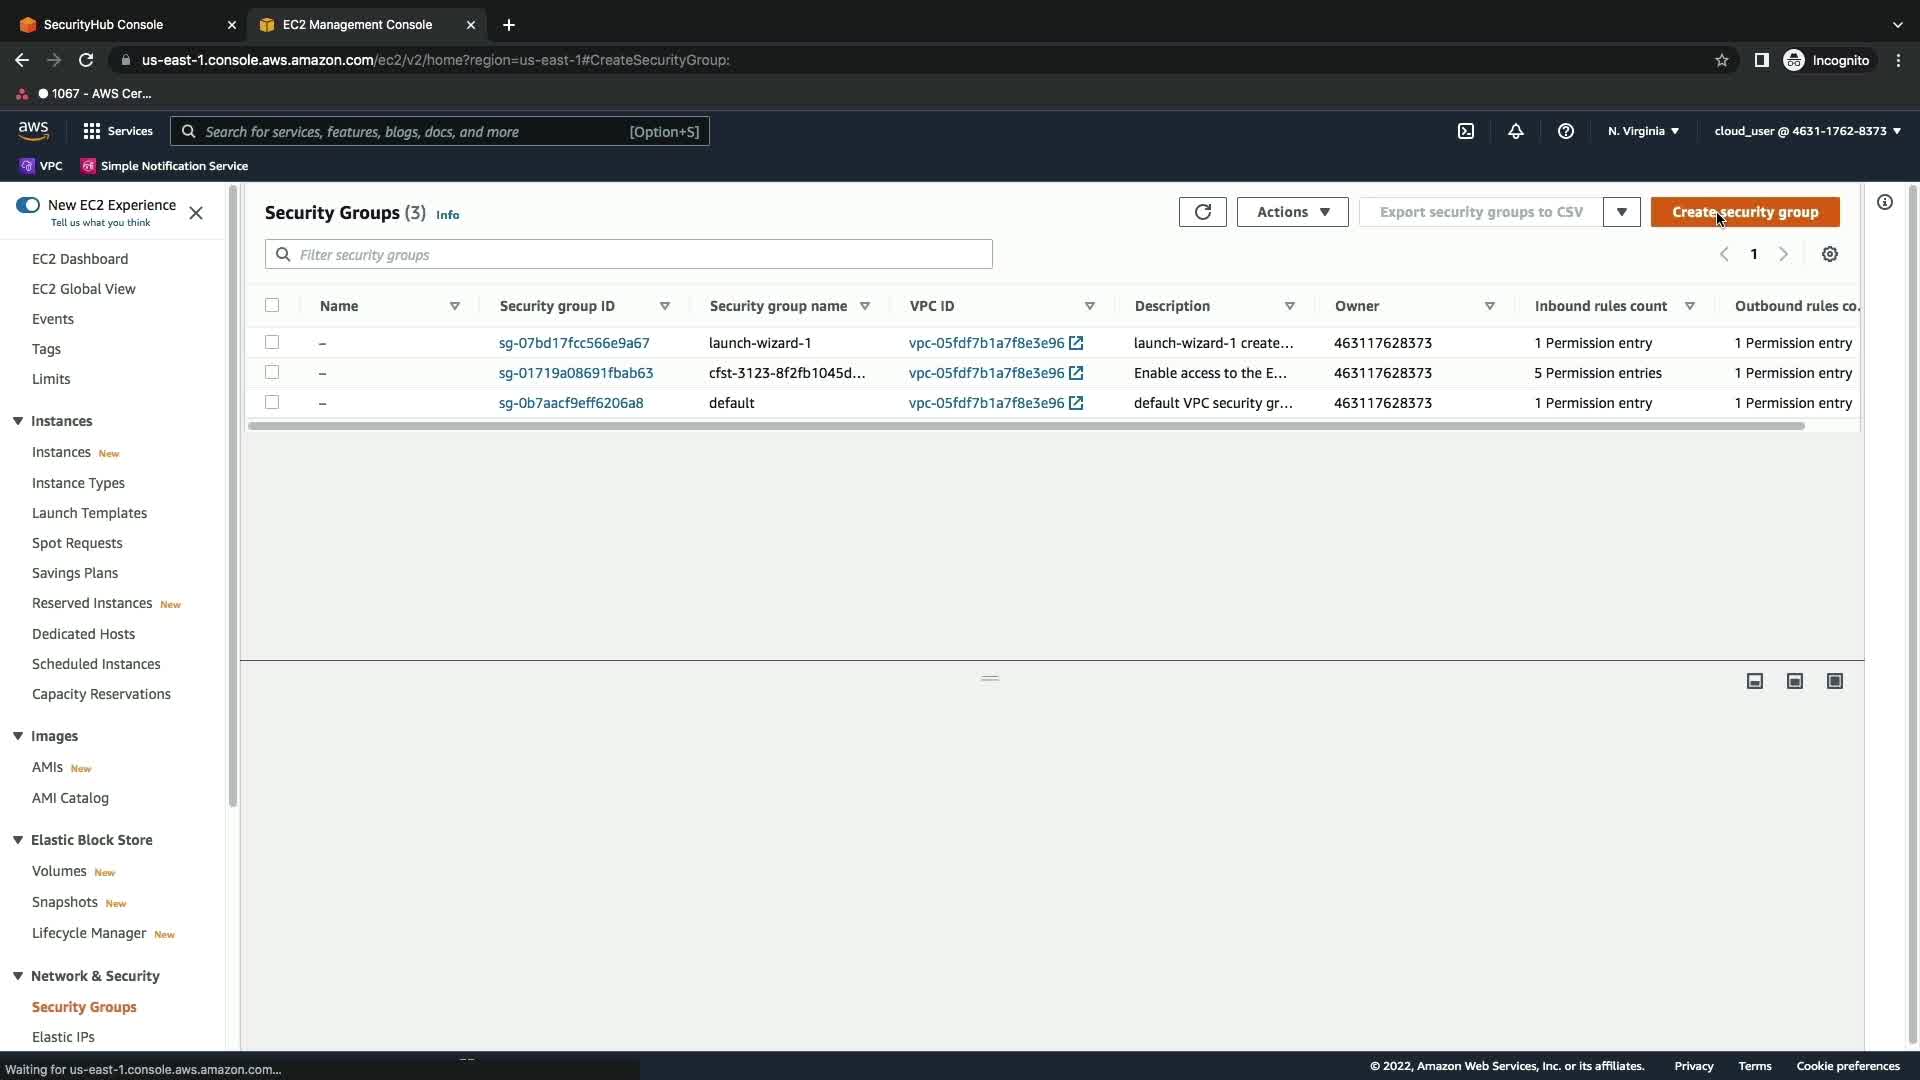 SecurityHub Console
EC2 Management Console
us-east-1.console.aws.amazon.com/ec2/v2/home?region=us-east-1#CreateSecurityGroup:
Incognito
1067 - AWS Cer...
aws
Services
Search for services, features, blogs, docs, and more
[Option+S]
N. Virginia
cloud_user @ 4631-1762-8373
VPC
Simple Notification Service
New EC2 Experience
Tell us what you think
EC2 Dashboard
EC2 Global View
Events
Tags
Limits
Instances
Instances New
Instance Types
Launch Templates
Spot Requests
Savings Plans
Reserved Instances New
Dedicated Hosts
Scheduled Instances
Capacity Reservations
Images
AMIs New
AMI Catalog
Elastic Block Store
Volumes New
Snapshots New
Lifecycle Manager New
Network & Security
Security Groups
Elastic IPs
Security Groups (3) Info
Actions
Export security groups to CSV
Create security group
Filter security groups
1
Name Security group ID Security group name VPC ID Description Owner Inbound rules count Outbound rules co.
– sg-07bd17fcc566e9a67 launch-wizard-1 vpc-05fdf7b1a7f8e3e96 launch-wizard-1 create... 463117628373 1 Permission entry 1 Permission entry
– sg-01719a08691fbab63 cfst-3123-8f2fb1045d... vpc-05fdf7b1a7f8e3e96 Enable access to the E... 463117628373 5 Permission entries 1 Permission entry
– sg-0b7aacf9eff6206a8 default vpc-05fdf7b1a7f8e3e96 default VPC security gr... 463117628373 1 Permission entry 1 Permission entry
Waiting for us-east-1.console.aws.amazon.com...
© 2022, Amazon Web Services, Inc. or its affiliates.
Privacy
Terms
Cookie preferences